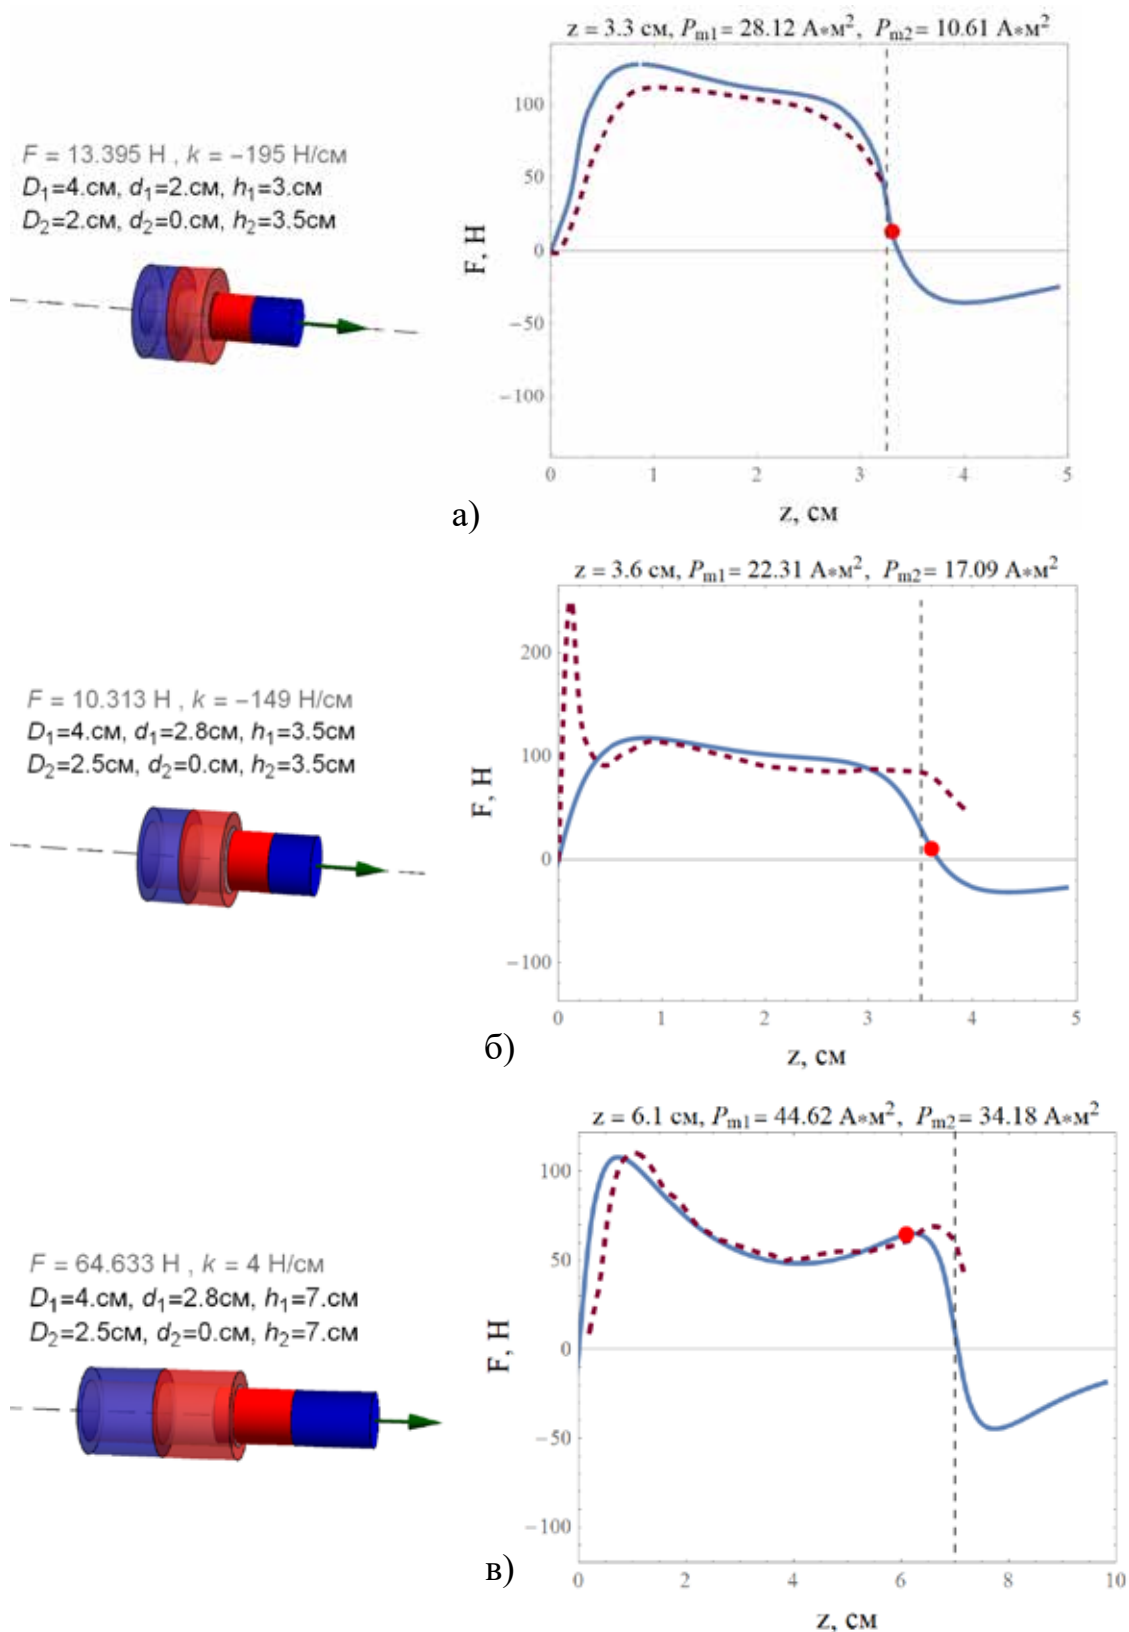 z = 3.3 см, Pm1 = 28.12 А∗м², Pm2 = 10.61 А∗м²
F = 13.395 Н , k = −195 Н/см
D1=4.см, d1=2.см, h1=3.см
D2=2.см, d2=0.см, h2=3.5см
F, Н
100
50
0
−50
−100
0 1 2 3 4 5
z, см
а)
z = 3.6 см, Pm1 = 22.31 А∗м², Pm2 = 17.09 А∗м²
F = 10.313 Н , k = −149 Н/см
D1=4.см, d1=2.8см, h1=3.5см
D2=2.5см, d2=0.см, h2=3.5см
F, Н
200
100
0
−100
0 1 2 3 4 5
z, см
б)
z = 6.1 см, Pm1 = 44.62 А∗м², Pm2 = 34.18 А∗м²
F = 64.633 Н , k = 4 Н/см
D1=4.см, d1=2.8см, h1=7.см
D2=2.5см, d2=0.см, h2=7.см
F, Н
100
50
0
−50
−100
0 2 4 6 8 10
z, см
в)